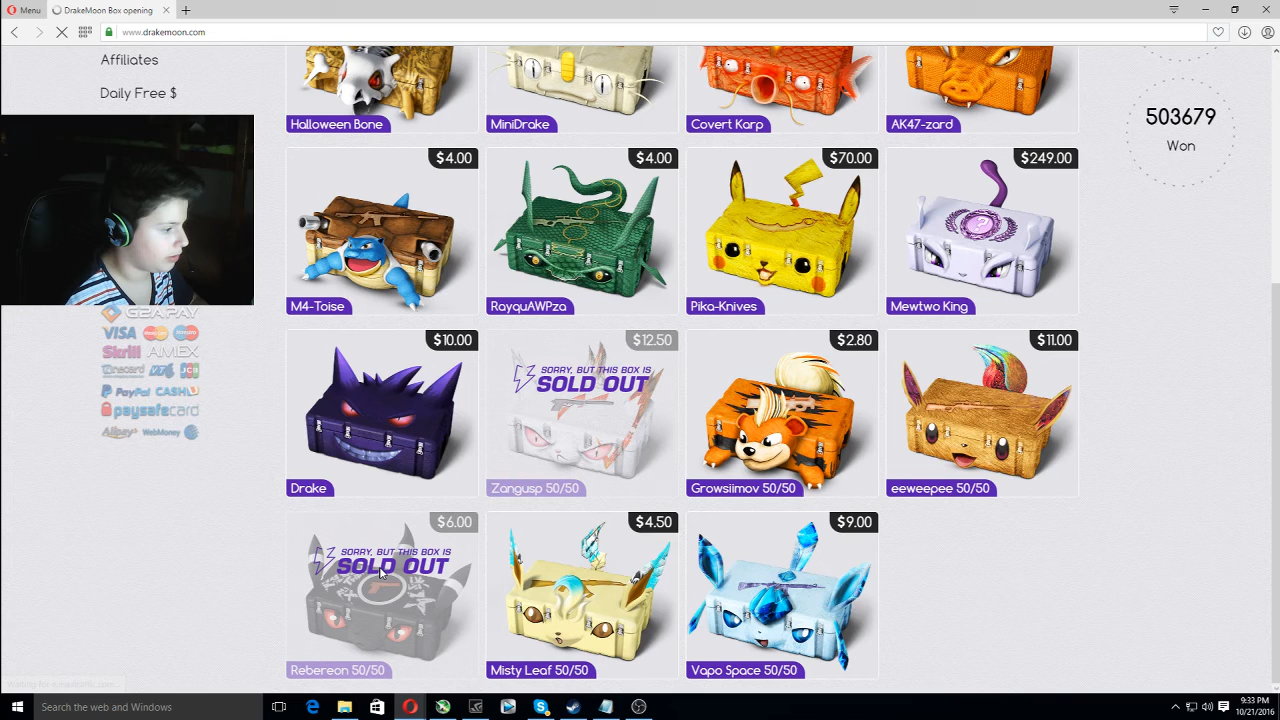 Menu
DrakeMoon Box opening
www.drakemoon.com
Affiliates
Daily Free $
Halloween Bone
MiniDrake
Covert Karp
AK47-zard
503679
Won
$4.00
$4.00
$70.00
$249.00
M4-Toise
RayquAWPza
Pika-Knives
Mewtwo King
G2A PAY
VISA
Skrill AMEX
JCB
PayPal CASHU
paysafecard
Alipay WebMoney
$10.00
$12.50
$2.80
$11.00
SORRY, BUT THIS BOX IS
SOLD OUT
Drake
Zangusp 50/50
Growsiimov 50/50
eeweepee 50/50
$6.00
$4.50
$9.00
SORRY, BUT THIS BOX IS
SOLD OUT
Rebereon 50/50
Misty Leaf 50/50
Vapo Space 50/50
Search the web and Windows
9:33 PM
10/21/2016